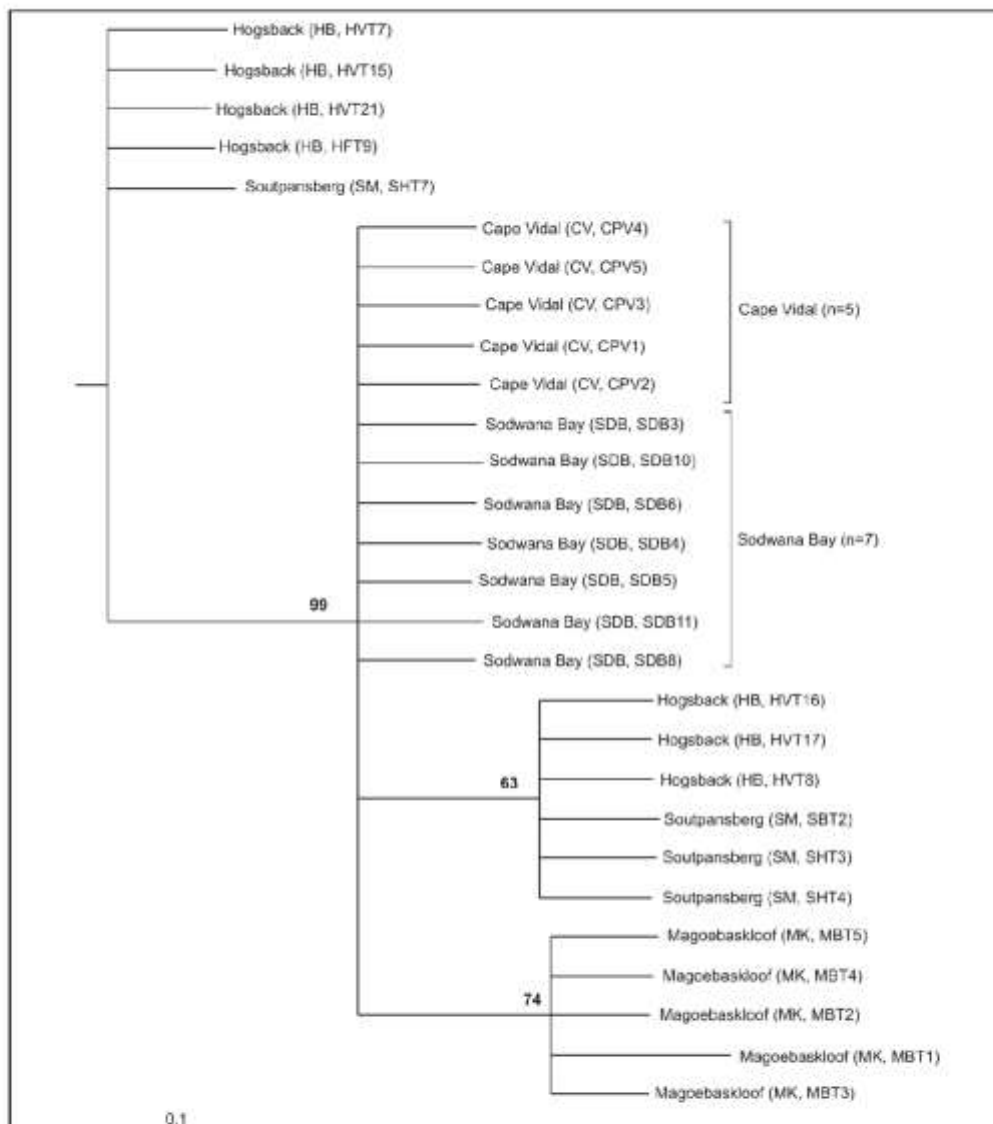 Hogsback (HB, HVT7)
Hogsback (HB, HVT15)
Hogsback (HB, HVT21)
Hogsback (HB, HFT9)
Soutpansberg (SM, SHT7)
Cape Vidal (CV, CPV4)
Cape Vidal (CV, CPV5)
Cape Vidal (CV, CPV3)
Cape Vidal (n=5)
Cape Vidal (CV, CPV1)
Cape Vidal (CV, CPV2)
Sodwana Bay (SDB, SDB3)
Sodwana Bay (SDB, SDB10)
Sodwana Bay (SDB, SDB6)
Sodwana Bay (n=7)
Sodwana Bay (SDB, SDB4)
Sodwana Bay (SDB, SDB5)
99
Sodwana Bay (SDB, SDB11)
Sodwana Bay (SDB, SDB8)
Hogsback (HB, HVT16)
Hogsback (HB, HVT17)
63
Hogsback (HB, HVT8)
Soutpansberg (SM, SBT2)
Soutpansberg (SM, SHT3)
Soutpansberg (SM, SHT4)
Magoebaskloof (MK, MBT5)
Magoebaskloof (MK, MBT4)
74
Magoebaskloof (MK, MBT2)
Magoebaskloof (MK, MBT1)
Magoebaskloof (MK, MBT3)
0.1